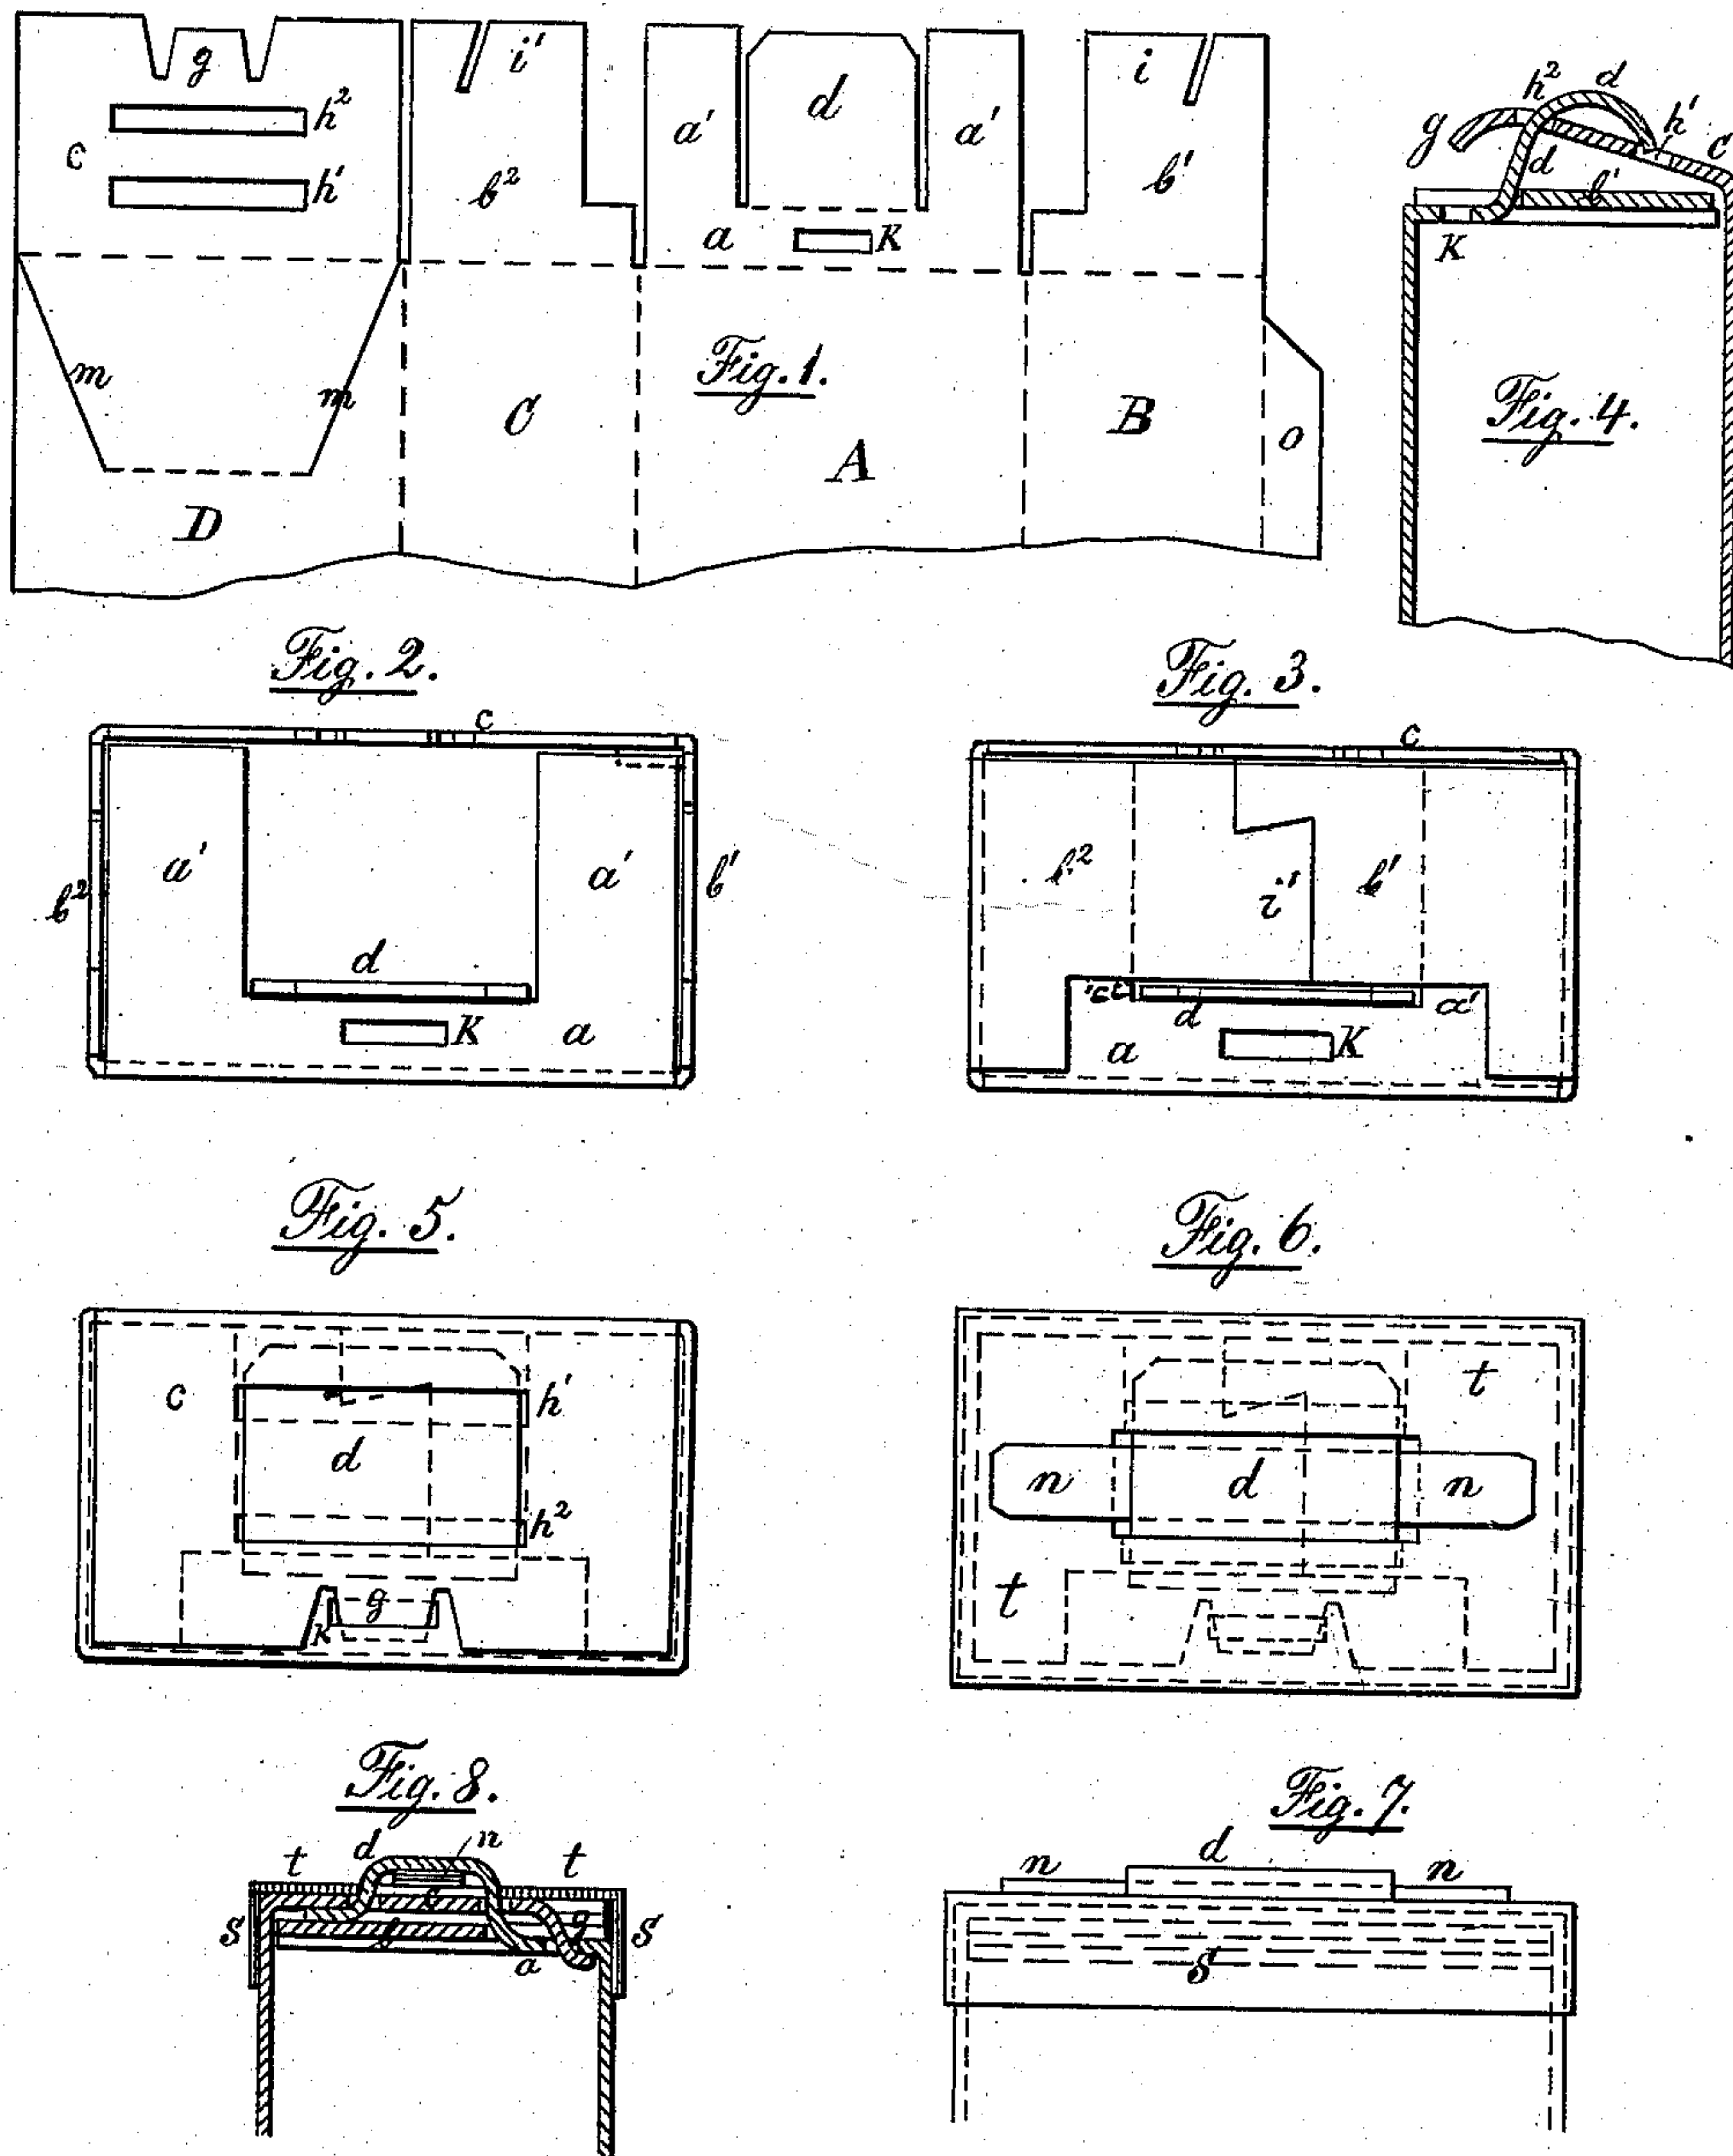 g
i'
i
h²
c
h'
a'
d
a'
b²
b'
a
K
m
m
Fig. 1.
C
A
B
o
D
h²
d
h'
g
c
d
b'
K
Fig. 4.
Fig. 2.
c
a'
a'
b²
b'
d
K
a
Fig. 3.
c
b²
i'
b'
a'
d
a'
a
K
Fig. 5.
c
h'
d
h²
g
K
Fig. 6.
t
n
d
n
t
Fig. 8.
t
d
n
t
c
s
g
s
a
Fig. 7.
n
d
n
s